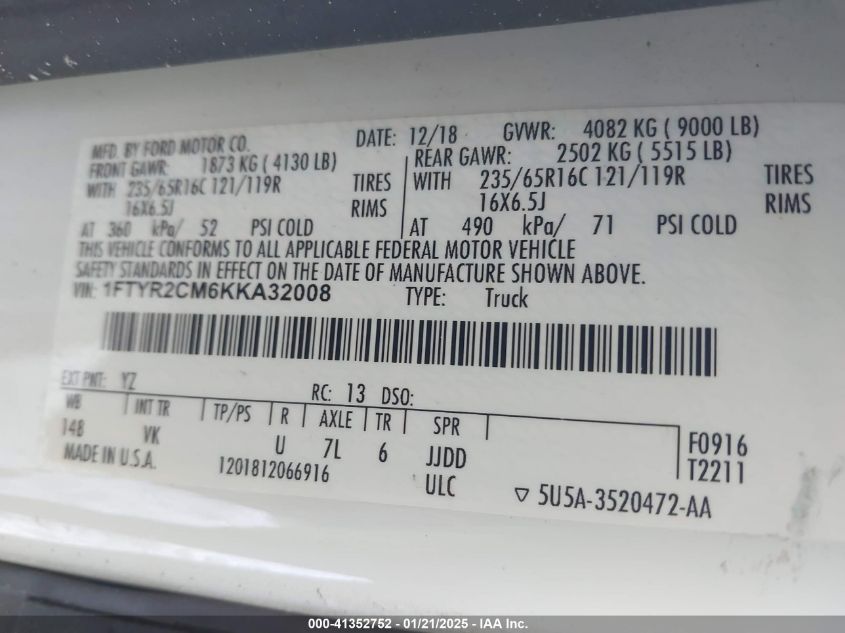 MFD. BY FORD MOTOR CO. DATE: 12/18 GVWR: 4082 KG ( 9000 LB)
FRONT GAWR: 1873 KG ( 4130 LB) REAR GAWR: 2502 KG ( 5515 LB)
WITH 235/65R16C 121/119R TIRES WITH 235/65R16C 121/119R TIRES
16X6.5J RIMS 16X6.5J RIMS
AT 360 kPa/ 52 PSI COLD AT 490 kPa/ 71 PSI COLD
THIS VEHICLE CONFORMS TO ALL APPLICABLE FEDERAL MOTOR VEHICLE
SAFETY STANDARDS IN EFFECT ON THE DATE OF MANUFACTURE SHOWN ABOVE.
VIN: 1FTYR2CM6KKA32008 TYPE: Truck
EXT PNT: YZ RC: 13 DSO:
WB INT TR TP/PS R AXLE TR SPR F0916
148 VK U 7L 6 JJDD T2211
MADE IN U.S.A. 1201812066916 ULC ▽ 5U5A-3520472-AA
000-41352752 - 01/21/2025 - IAA Inc.